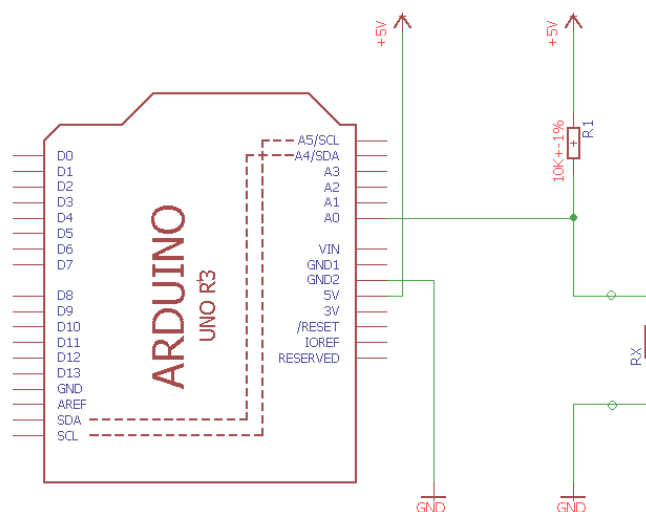 +5V
+5V
10K+-1%
R1
A5/SCL
A4/SDA
A3
A2
A1
A0
VIN
GND1
GND2
5V
3V
/RESET
IOREF
RESERVED
D0
D1
D2
D3
D4
D5
D6
D7
D8
D9
D10
D11
D12
D13
GND
AREF
SDA
SCL
ARDUINO
UNO R3
RX
GND
GND